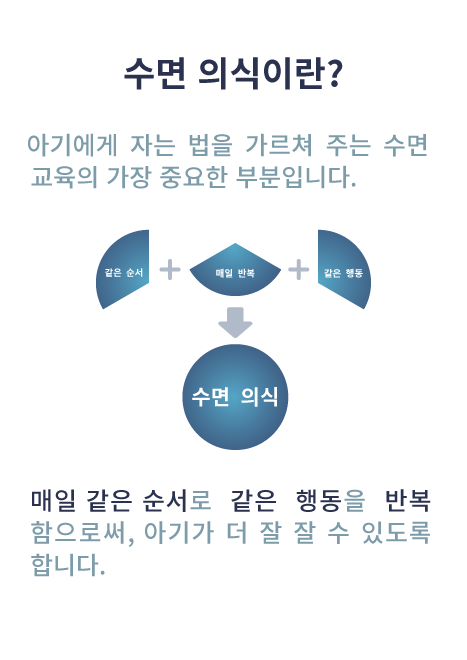 수면 의식이란?
아기에게 자는 법을 가르쳐 주는 수면
교육의 가장 중요한 부분입니다.
같은 순서 + 매일 반복 + 같은 행동
수면 의식
매일 같은 순서로 같은 행동을 반복
함으로써, 아기가 더 잘 잘 수 있도록
합니다.